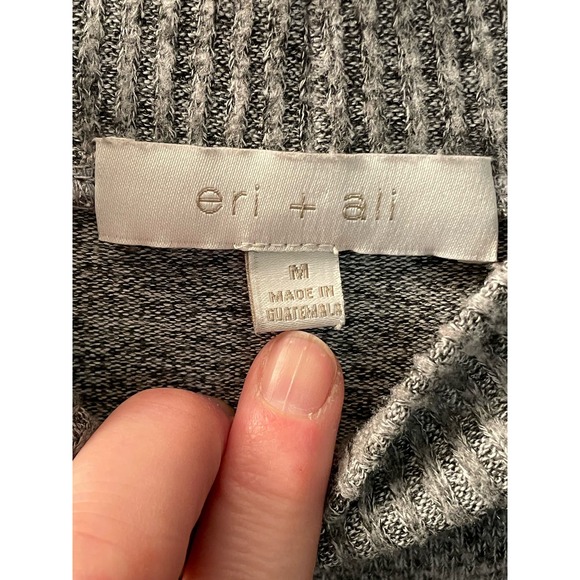 eri + ali
M
MADE IN
GUATEMALA